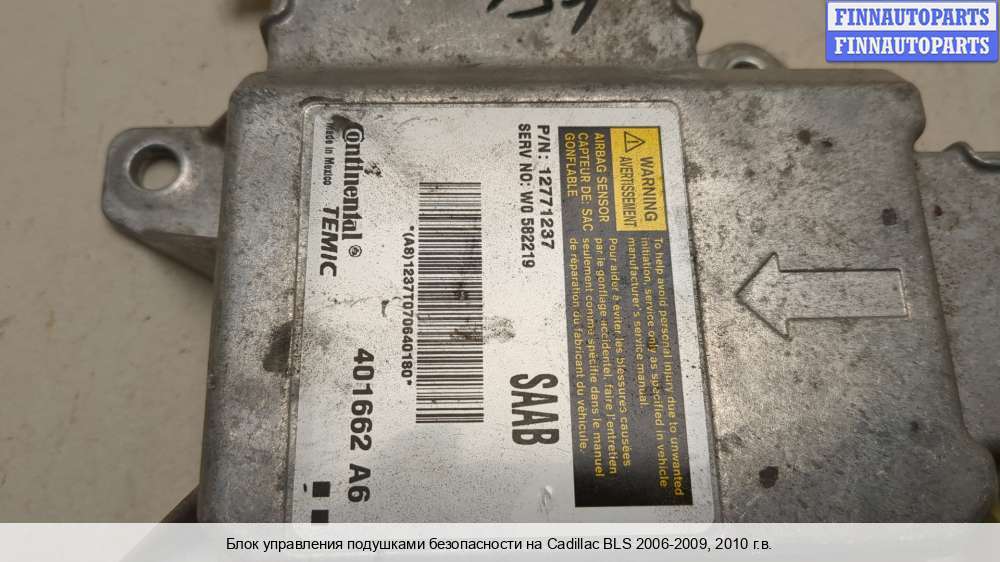 FINNAUTOPARTS
FINNAUTOPARTS
WARNING
AVERTISSEMENT
To help avoid personal injury due to unwanted
initiation, service only as specified in vehicle
manufacturer's service manual.
AIRBAG SENSOR
CAPTEUR DE: SAC
GONFLABLE
Pour aider à éviter les blessures causées
par le gonflage accidentel, faire l'entretien
seulement comme spécifié dans le manuel
de réparation du fabricant du véhicule.
P/N: 12771237
SERV NO: W0 582219
SAAB
*(A8)1237T070640180*
Continental
Made in Mexico
TEMIC
401662 A6
Блок управления подушками безопасности на Cadillac BLS 2006-2009, 2010 г.в.